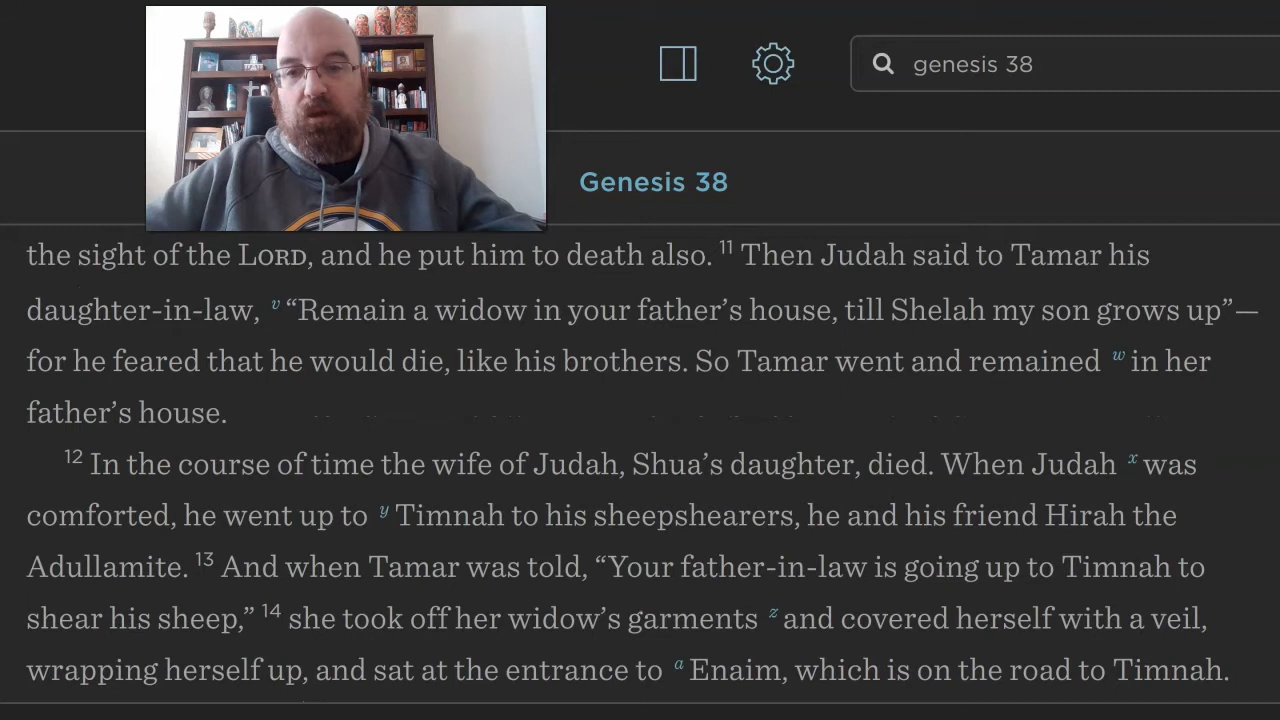 genesis 38
Genesis 38
the sight of the LORD, and he put him to death also. 11 Then Judah said to Tamar his
daughter-in-law, v “Remain a widow in your father’s house, till Shelah my son grows up”—
for he feared that he would die, like his brothers. So Tamar went and remained w in her
father’s house.
12 In the course of time the wife of Judah, Shua’s daughter, died. When Judah x was
comforted, he went up to y Timnah to his sheepshearers, he and his friend Hirah the
Adullamite. 13 And when Tamar was told, “Your father-in-law is going up to Timnah to
shear his sheep,” 14 she took off her widow’s garments z and covered herself with a veil,
wrapping herself up, and sat at the entrance to a Enaim, which is on the road to Timnah.